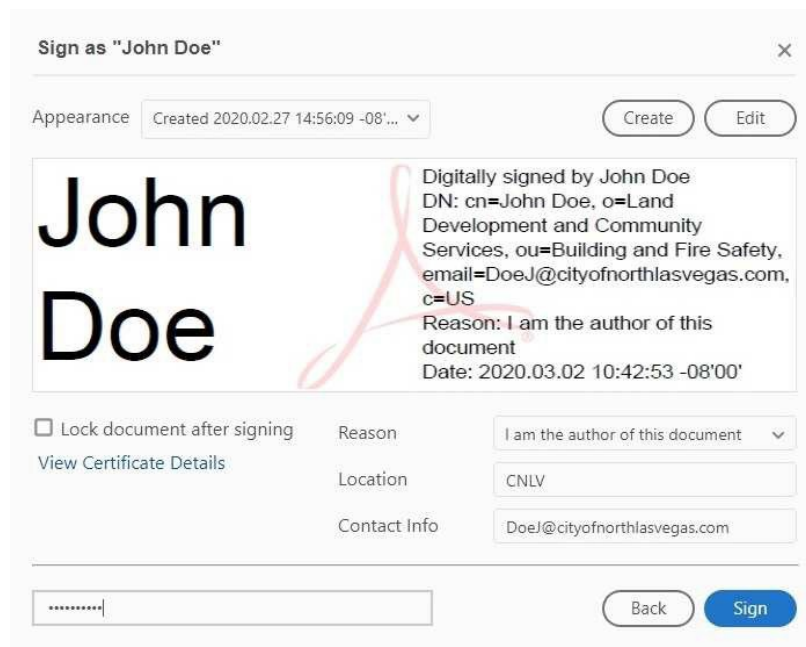 Sign as "John Doe"
Appearance Created 2020.02.27 14:56:09 -08'... Create Edit
John
Doe
Digitally signed by John Doe
DN: cn=John Doe, o=Land
Development and Community
Services, ou=Building and Fire Safety,
email=DoeJ@cityofnorthlasvegas.com,
c=US
Reason: I am the author of this
document
Date: 2020.03.02 10:42:53 -08'00'
Lock document after signing
View Certificate Details
Reason I am the author of this document
Location CNLV
Contact Info DoeJ@cityofnorthlasvegas.com
Back Sign